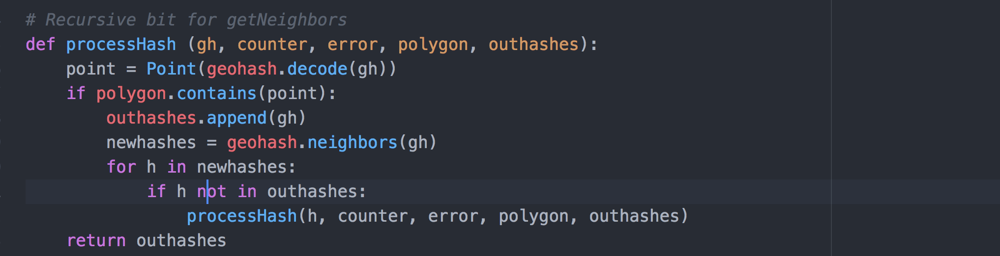 # Recursive bit for getNeighbors
def processHash (gh, counter, error, polygon, outhashes):
    point = Point(geohash.decode(gh))
    if polygon.contains(point):
        outhashes.append(gh)
        newhashes = geohash.neighbors(gh)
        for h in newhashes:
            if h not in outhashes:
                processHash(h, counter, error, polygon, outhashes)
    return outhashes